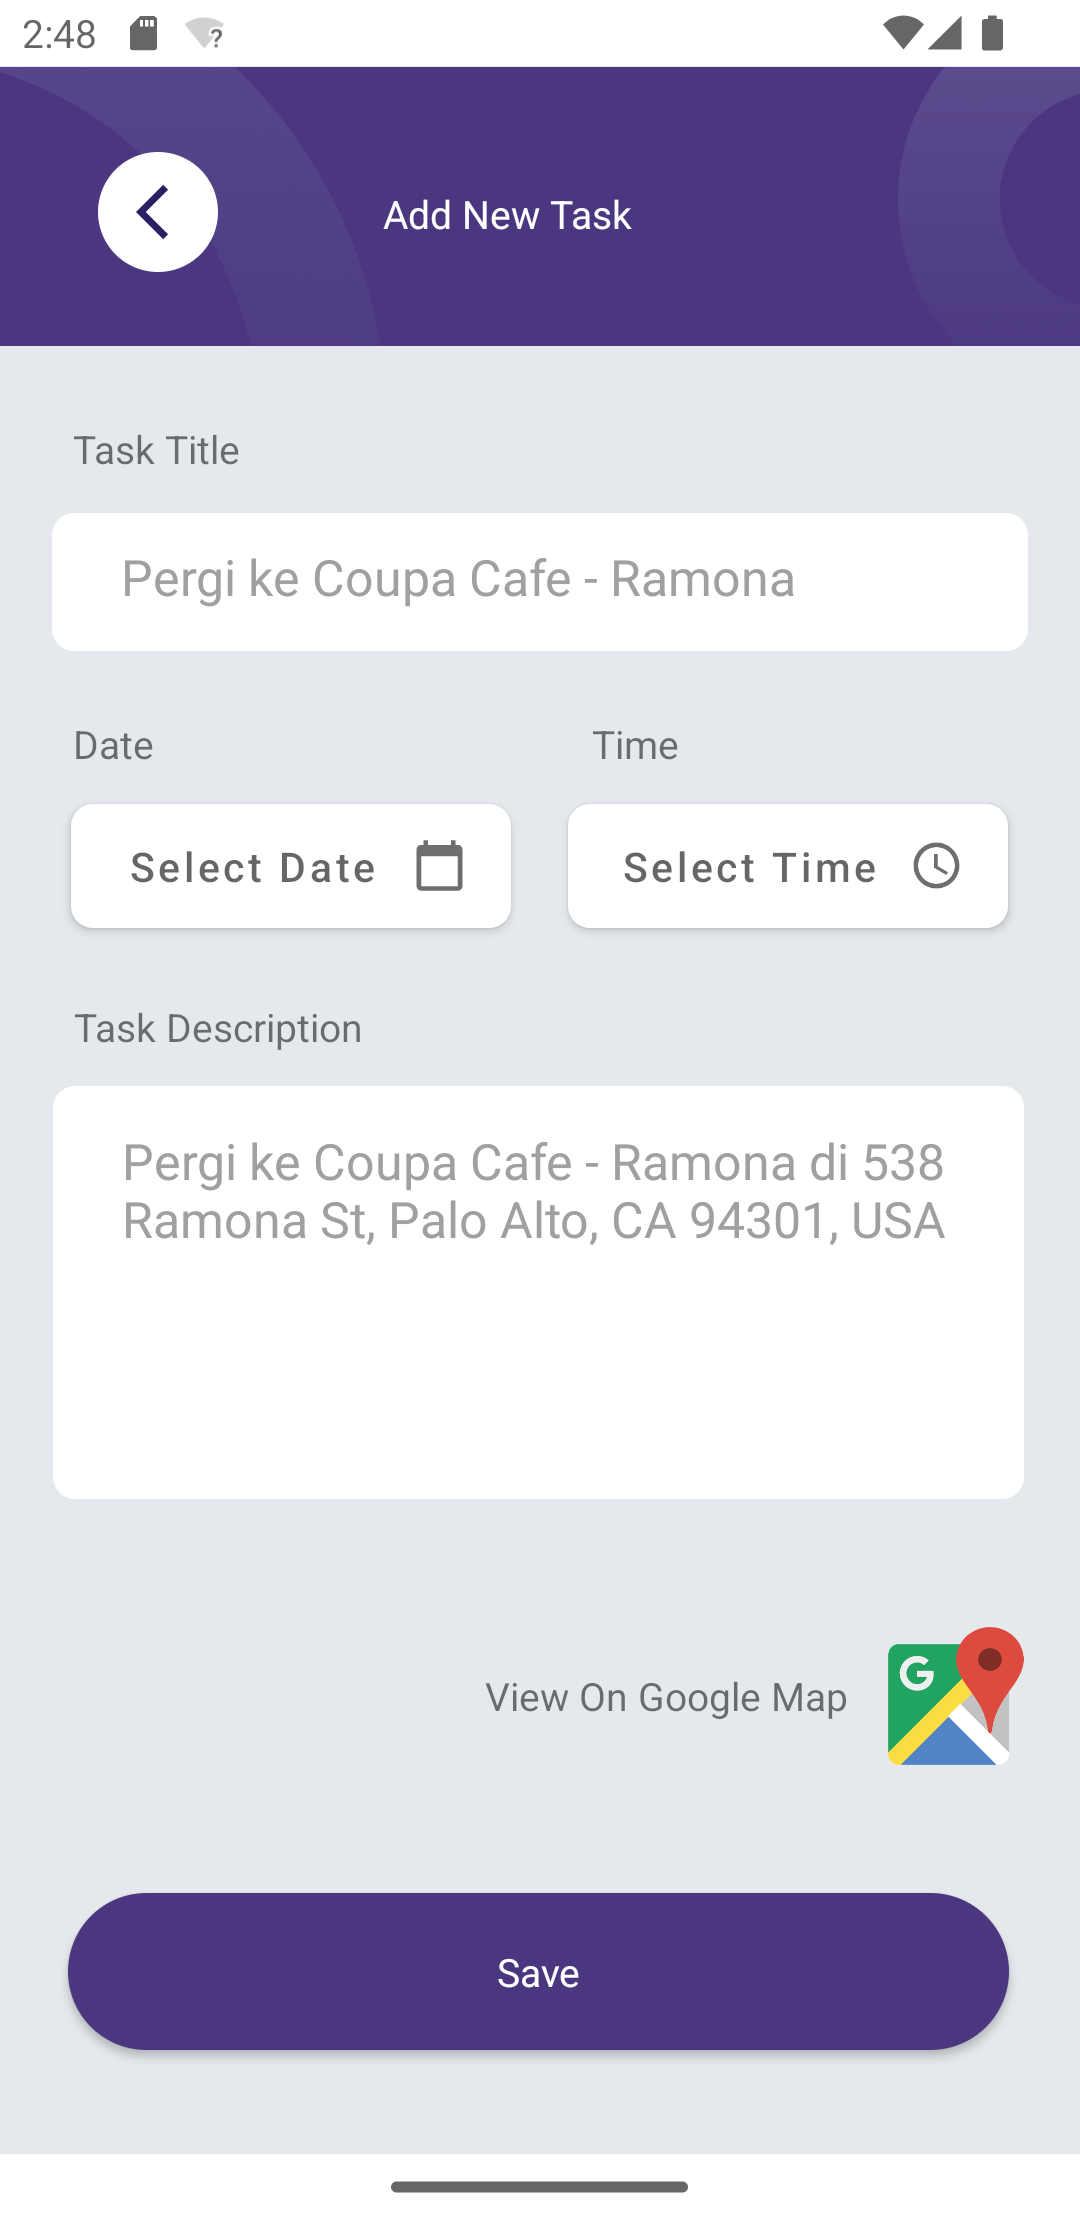 2:48
Add New Task
Task Title
Pergi ke Coupa Cafe - Ramona
Date
Time
Select Date
Select Time
Task Description
Pergi ke Coupa Cafe - Ramona di 538
Ramona St, Palo Alto, CA 94301, USA
View On Google Map
Save